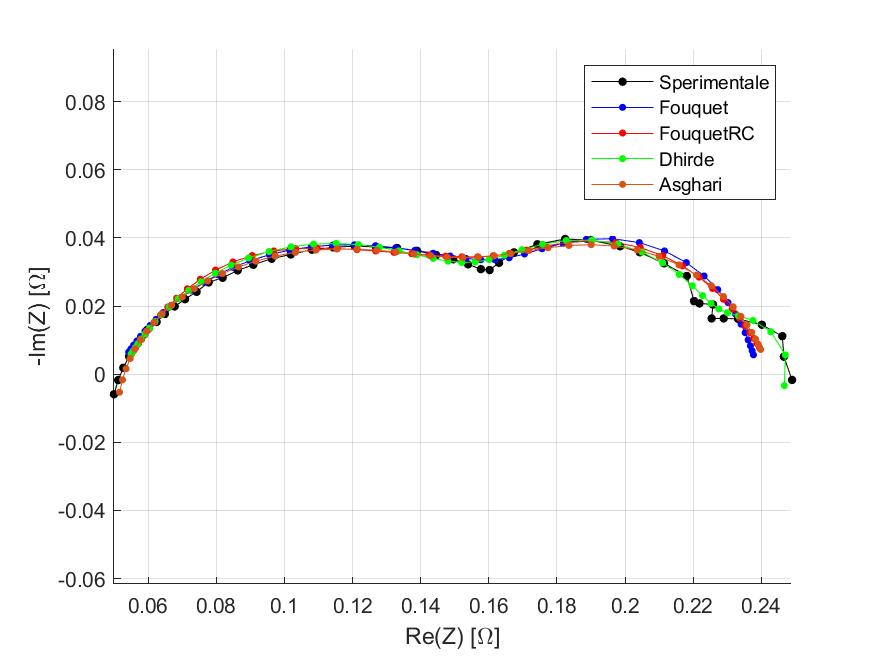 Sperimentale
Fouquet
FouquetRC
Dhirde
Asghari
0.08
0.06
0.04
0.02
0
-0.02
-0.04
-0.06
-Im(Z) [Ω]
0.06 0.08 0.1 0.12 0.14 0.16 0.18 0.2 0.22 0.24
Re(Z) [Ω]